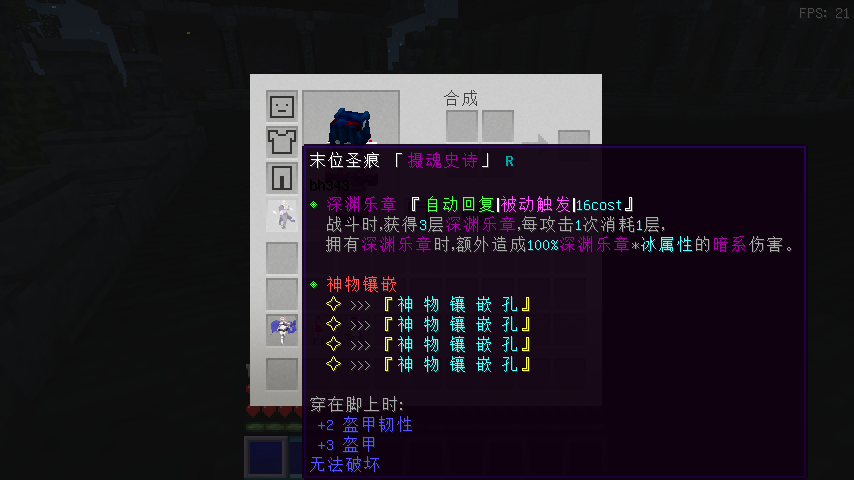 FPS: 21
合成
末位圣痕 「摄魂史诗」 R
bh343
深渊乐章 『自动回复|被动触发|16cost』
战斗时,获得3层深渊乐章,每攻击1次消耗1层,
拥有深渊乐章时,额外造成100%深渊乐章*冰属性的暗系伤害。
神物镶嵌
>>> 『神 物 镶 嵌 孔』
>>> 『神 物 镶 嵌 孔』
>>> 『神 物 镶 嵌 孔』
>>> 『神 物 镶 嵌 孔』
穿在脚上时:
+2 盔甲韧性
+3 盔甲
无法破坏